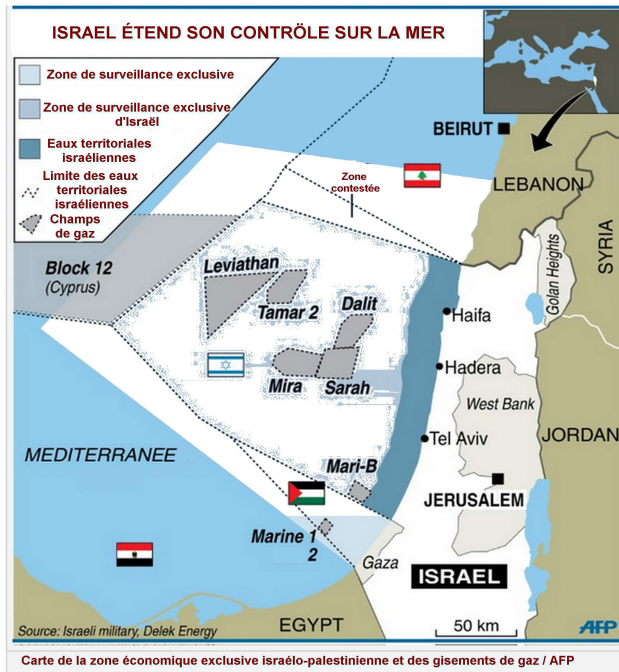 ISRAEL ÉTEND SON CONTRÖLE SUR LA MER
Zone de surveillance exclusive
Zone de surveillance exclusive
d'Israël
Eaux territoriales
israéliennes
Limite des eaux
territoriales
israéliennes
Champs
de gaz
BEIRUT
LEBANON
Zone
contestée
SYRIA
Golan Heights
Block 12
(Cyprus)
Leviathan
Tamar 2
Dalit
Haifa
Mira
Sarah
Hadera
West Bank
MEDITERRANEE
Tel Aviv
JORDAN
Mari-B
JERUSALEM
Marine 1
2
Gaza
ISRAEL
EGYPT
50 km
Source: Israeli military, Delek Energy
AFP
Carte de la zone économique exclusive israélo-palestinienne et des gisements de gaz / AFP